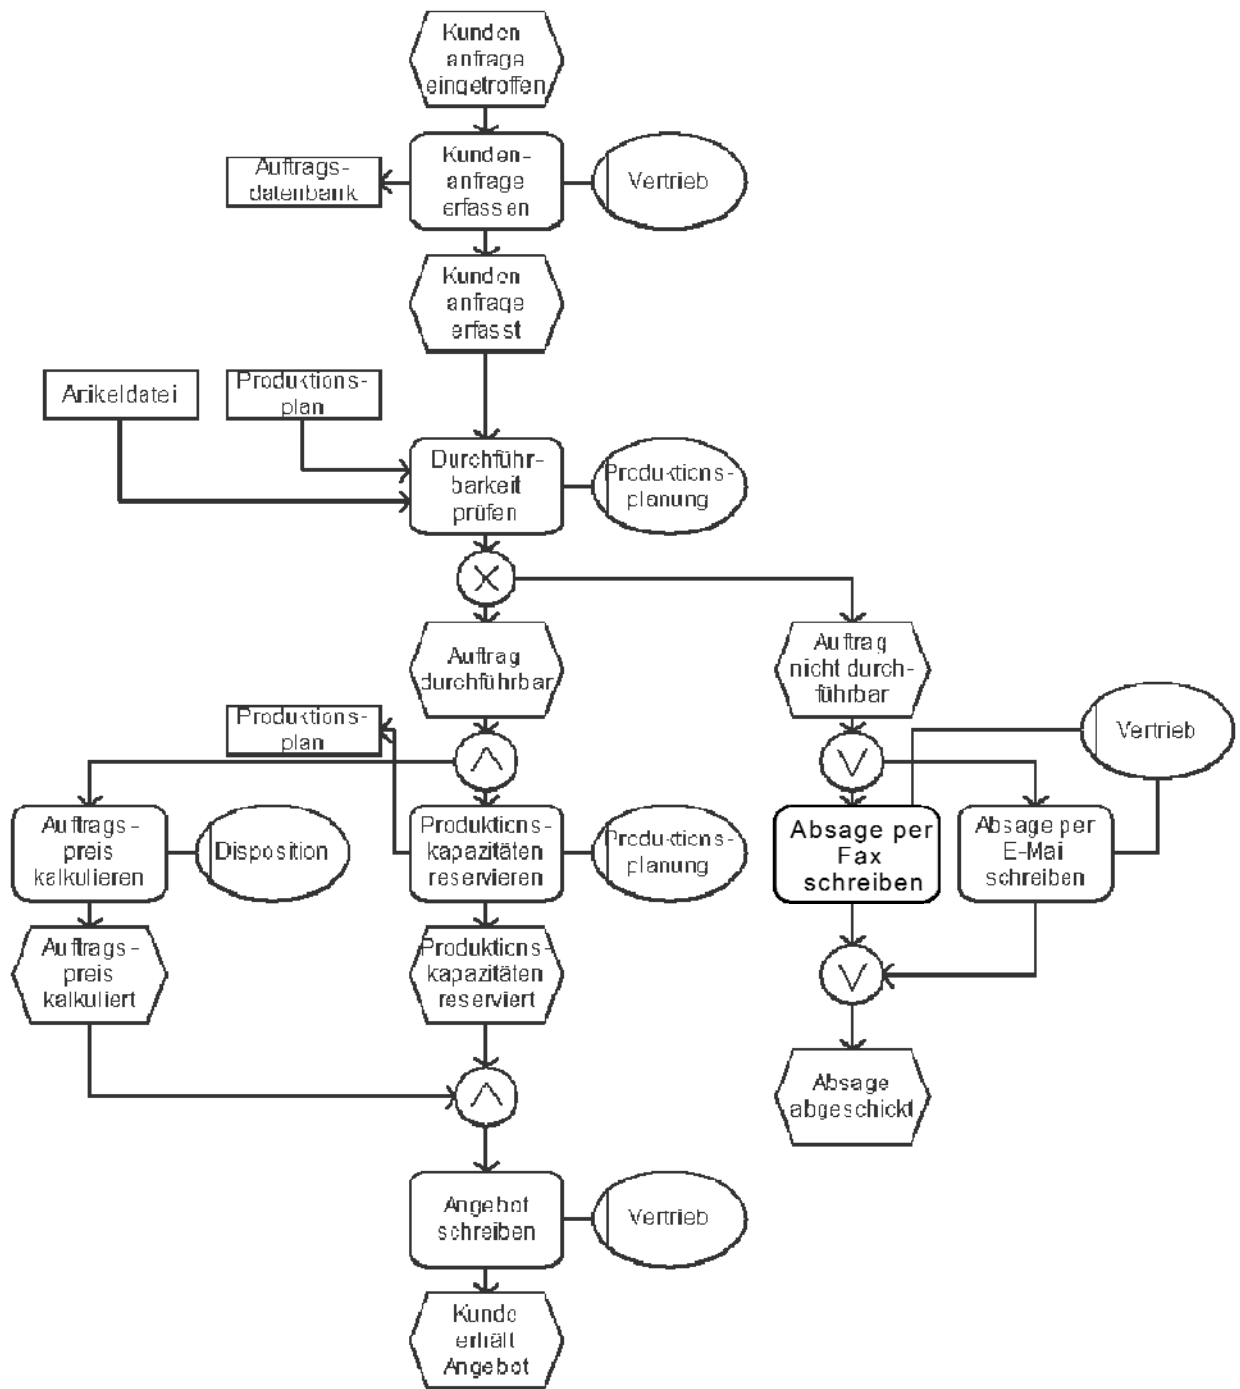 Kunden
anfrage
eingetroffen
Auftrags-
datenbank
Kunden-
anfrage
erfassen
Vertrieb
Kunden
anfrage
erfasst
Artikeldatei
Produktions-
plan
Durchführ-
barkeit
prüfen
Produktions-
planung
Auftrag
durchführbar
Auftrag
nicht durch-
führbar
Produktions-
plan
Vertrieb
Auftrags-
preis
kalkulieren
Disposition
Produktions-
kapazitäten
reservieren
Produktions-
planung
Absage per
Fax
schreiben
Absage per
E-Mai
schreiben
Auftrags-
preis
kalkuliert
Produktions-
kapazitäten
reserviert
Absage
abgeschickt
Angebot
schreiben
Vertrieb
Kunde
erhält
Angebot